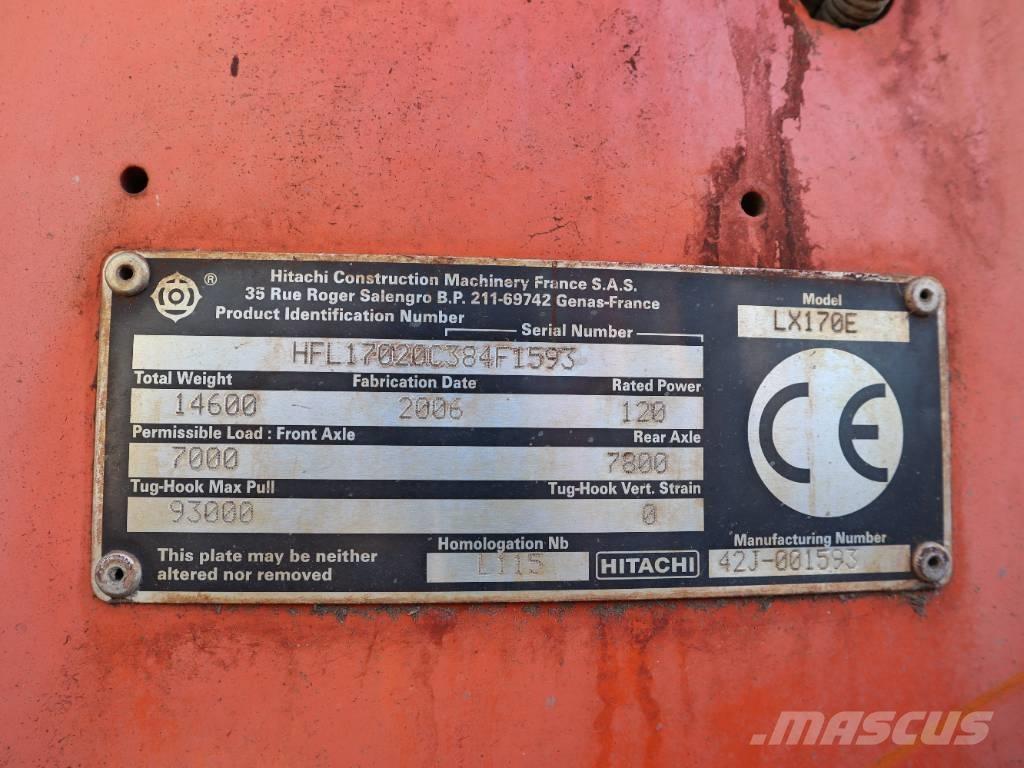 ®
Hitachi Construction Machinery France S.A.S.
35 Rue Roger Salengro B.P. 211-69742 Genas-France
Product Identification Number
Serial Number
HFL17020C384F1593
Model
LX170E
Total Weight Fabrication Date Rated Power
14600 2006 120
Permissible Load : Front Axle Rear Axle
7000 7800
Tug-Hook Max Pull Tug-Hook Vert. Strain
93000 0
CE
This plate may be neither
altered nor removed
Homologation Nb
L115
HITACHI
Manufacturing Number
42J-001593
MASCUS